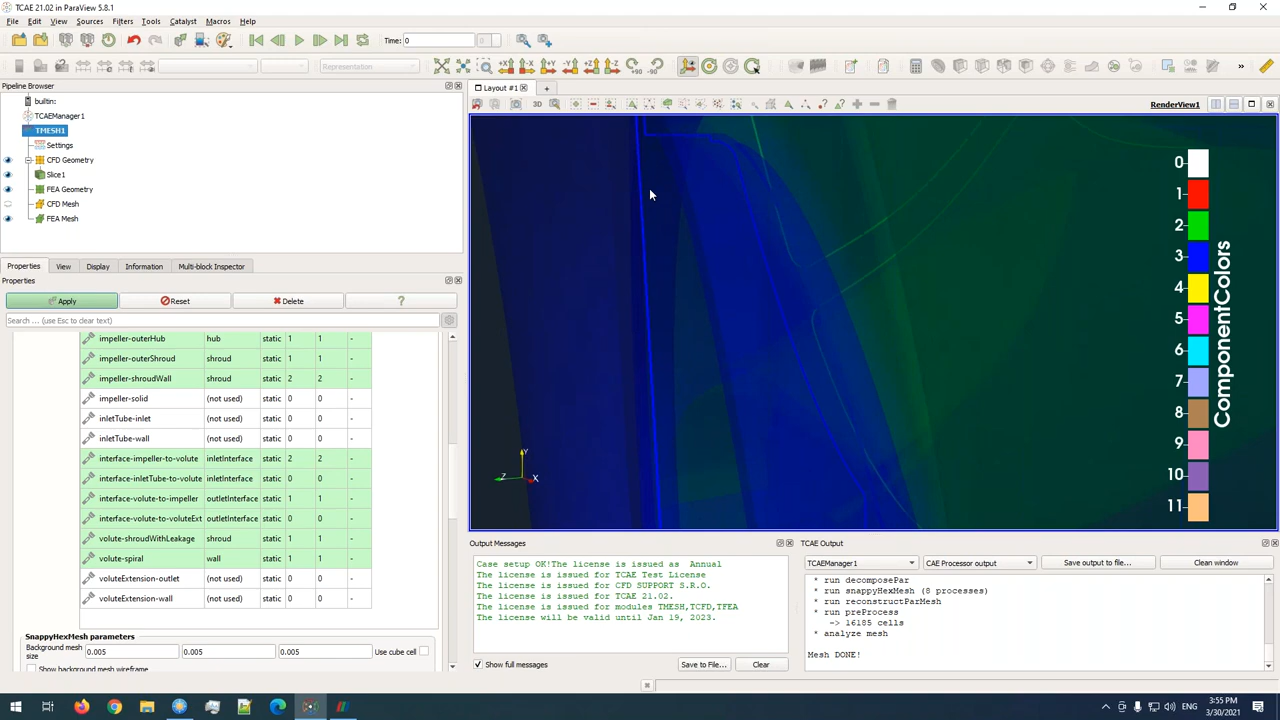 TCAE 21.02 in ParaView 5.8.1
File Edit View Sources Filters Tools Catalyst Macros Help
Time: 0 0
Representation
+X -X +Y -Y +Z -Z +90 -90
Pipeline Browser
Layout #1
3D
RenderView1
builtin:
TCAEManager1
TMESH1
Settings
CFD Geometry
Slice1
FEA Geometry
CFD Mesh
FEA Mesh
Properties View Display Information Multi-block Inspector
Properties
Apply Reset Delete ?
Search ... (use Esc to clear text)
impeller-outerHub hub static 1 1 -
impeller-outerShroud shroud static 1 1 -
impeller-shroudWall shroud static 2 2 -
impeller-solid (not used) static 0 0 -
inletTube-inlet (not used) static 0 0 -
inletTube-wall (not used) static 0 0 -
interface-impeller-to-volute inletInterface static 2 2 -
interface-inletTube-to-volute inletInterface static 0 0 -
interface-volute-to-impeller outletInterface static 1 1 -
interface-volute-to-voluteExt outletInterface static 0 0 -
volute-shroudWithLeakage shroud static 1 1 -
volute-spiral wall static 1 1 -
voluteExtension-outlet (not used) static 0 0 -
voluteExtension-wall (not used) static 0 0 -
SnappyHexMesh parameters
Background mesh size 0.005 0.005 0.005 Use cube cell
Show background mesh wireframe
Y
Z
X
0
1
2
3
4
5
6
7
8
9
10
11
ComponentColors
Output Messages
Case setup OK!The license is issued as Annual
The license is issued for TCAE Test License
The license is issued for CFD SUPPORT S.R.O.
The license is issued for TCAE 21.02.
The license is issued for modules TMESH,TCFD,TFEA
The license will be valid until Jan 19, 2023.
Show full messages Save to File... Clear
TCAE Output
TCAEManager1 CAE Processor output Save output to file... Clean window
* run decomposePar
* run snappyHexMesh (8 processes)
* run reconstructParMesh
* run preProcess
-> 16185 cells
* analyze mesh
Mesh DONE!
ENG
3:55 PM
3/30/2021